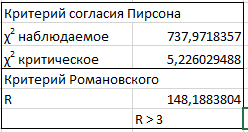 Критерий согласия Пирсона
χ² наблюдаемое 737,9718357
χ² критическое 5,226029488
Критерий Романовского
R 148,1883804
R > 3